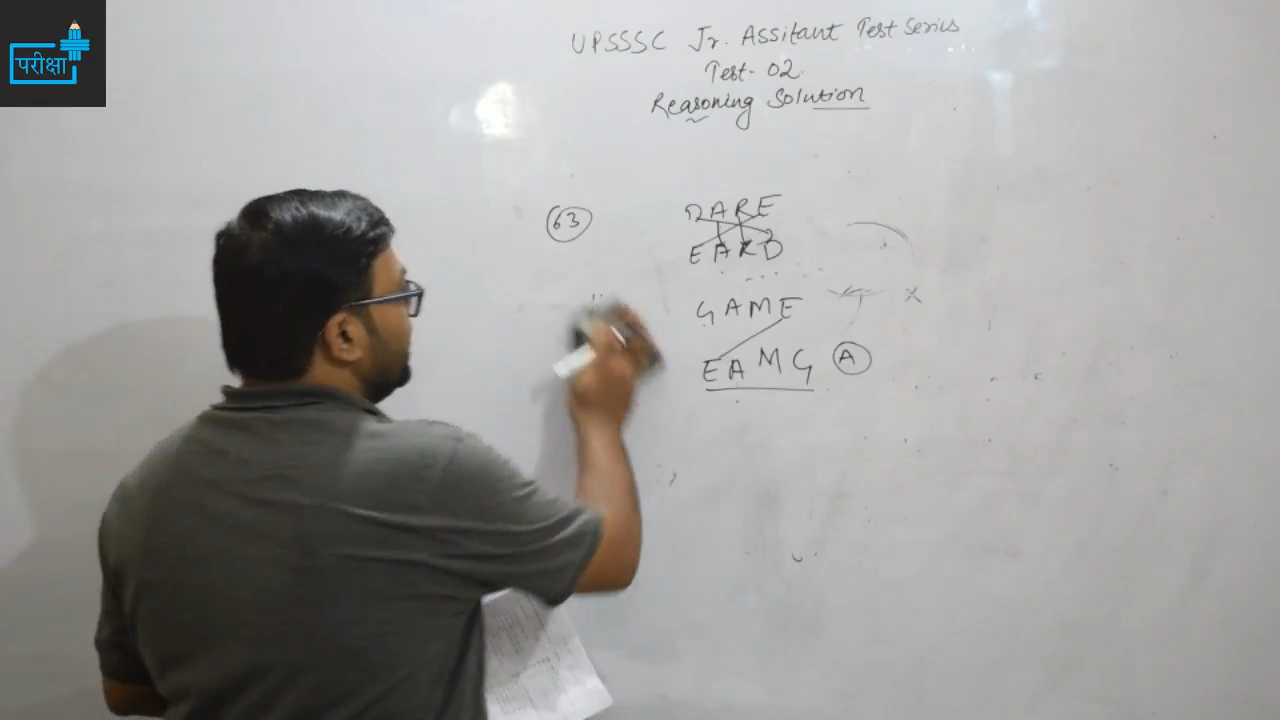 परीक्षा
UPSSSC Jr. Assitant Test Series
Test-02
Reasoning Solution
63
DARE
EARD
GAME
X
EAMG A